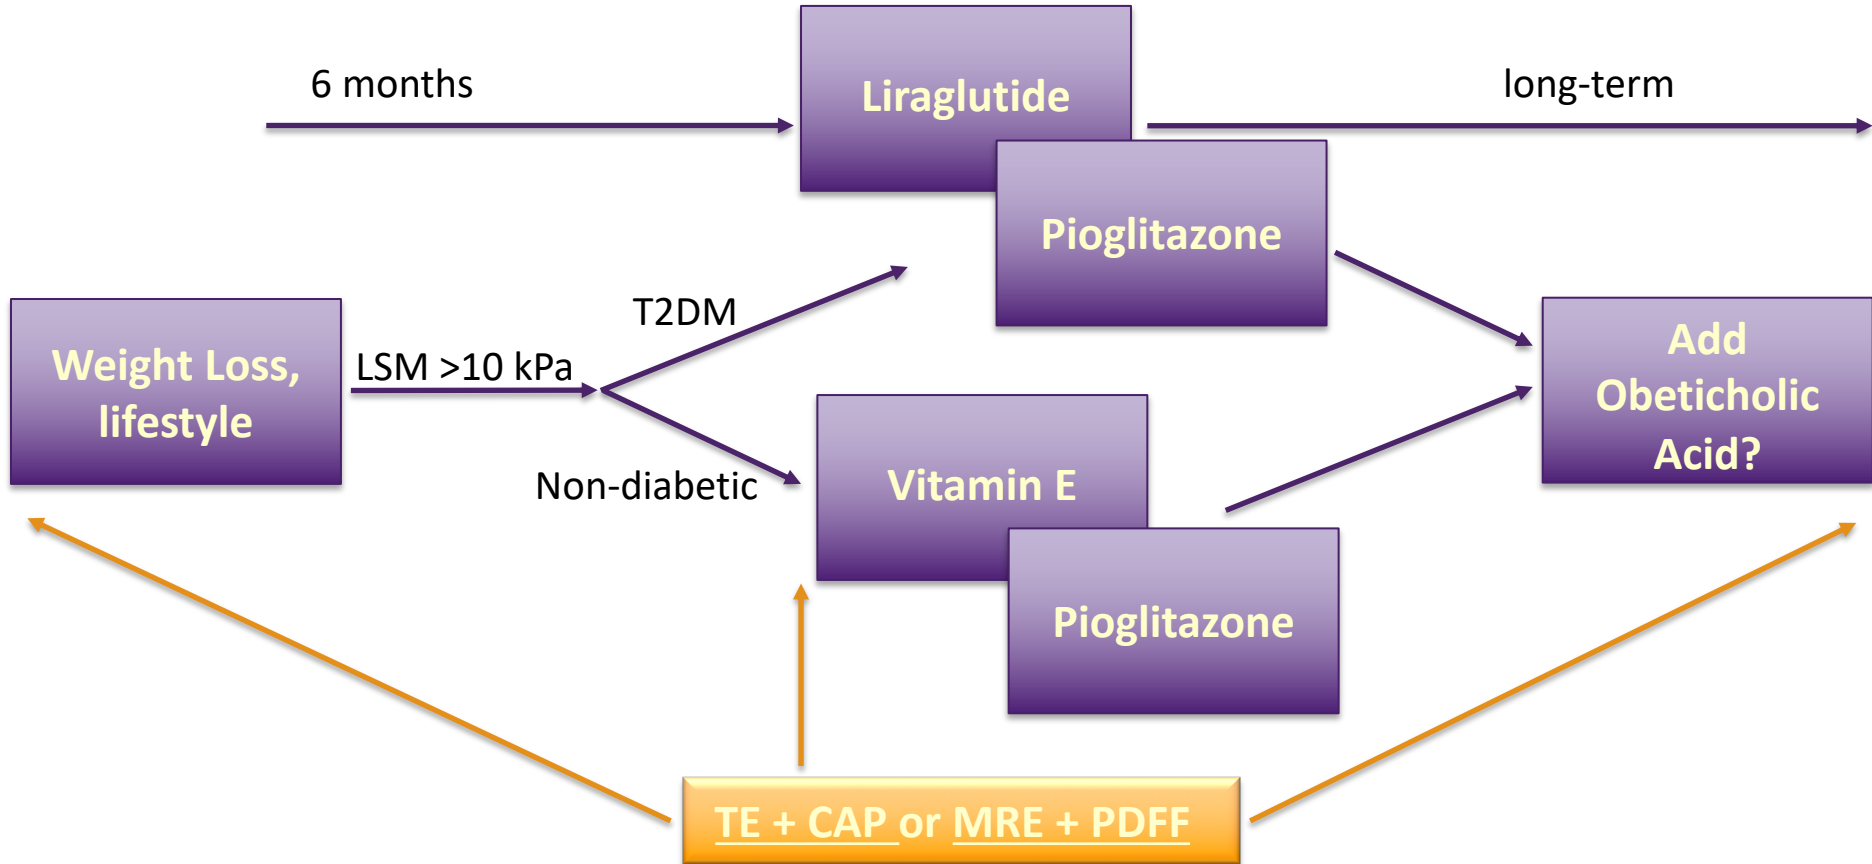 6 months
Liraglutide
long-term
Pioglitazone
T2DM
Weight Loss,
lifestyle
LSM >10 kPa
Add
Obeticholic
Acid?
Non-diabetic
Vitamin E
Pioglitazone
TE + CAP or MRE + PDFF